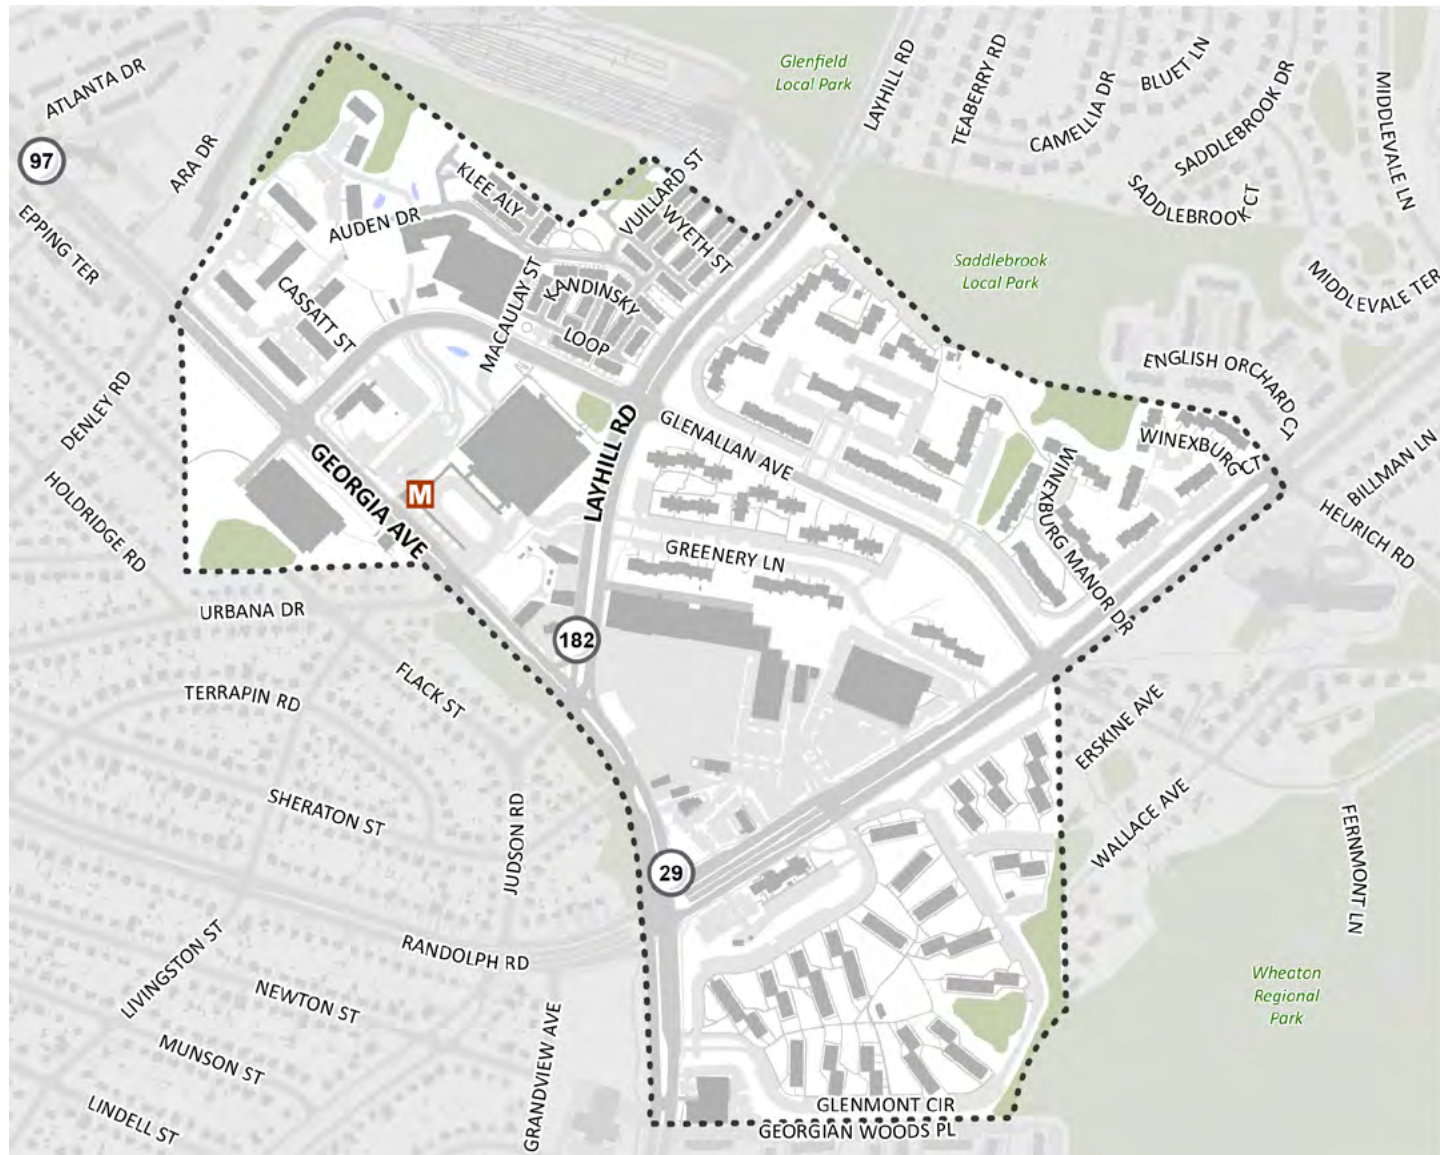 Glenfield
Local Park
LAYHILL RD
TEABERRY RD
CAMELLIA DR
BLUET LN
SADDLEBROOK DR
MIDDLEVALE LN
ATLANTA DR
97
ARA DR
KLEE ALY
VUILLARD ST
WYETH ST
SADDLEBROOK CT
EPPING TER
AUDEN DR
Saddlebrook
Local Park
MIDDLEVALE TER
CASSATT ST
MACAULAY ST
KANDINSKY
LOOP
ENGLISH ORCHARD CT
DENLEY RD
GEORGIA AVE
M
LAYHILL RD
GLENALLAN AVE
WINEXBURG CT
WINEXBURG MANOR DR
BILLMAN LN
HEURICH RD
HOLDRIDGE RD
GREENERY LN
URBANA DR
182
FLACK ST
TERRAPIN RD
ERSKINE AVE
SHERATON ST
JUDSON RD
WALLACE AVE
FERNMONT LN
29
RANDOLPH RD
LIVINGSTON ST
NEWTON ST
Wheaton
Regional
Park
MUNSON ST
GRANDVIEW AVE
LINDELL ST
GLENMONT CIR
GEORGIAN WOODS PL